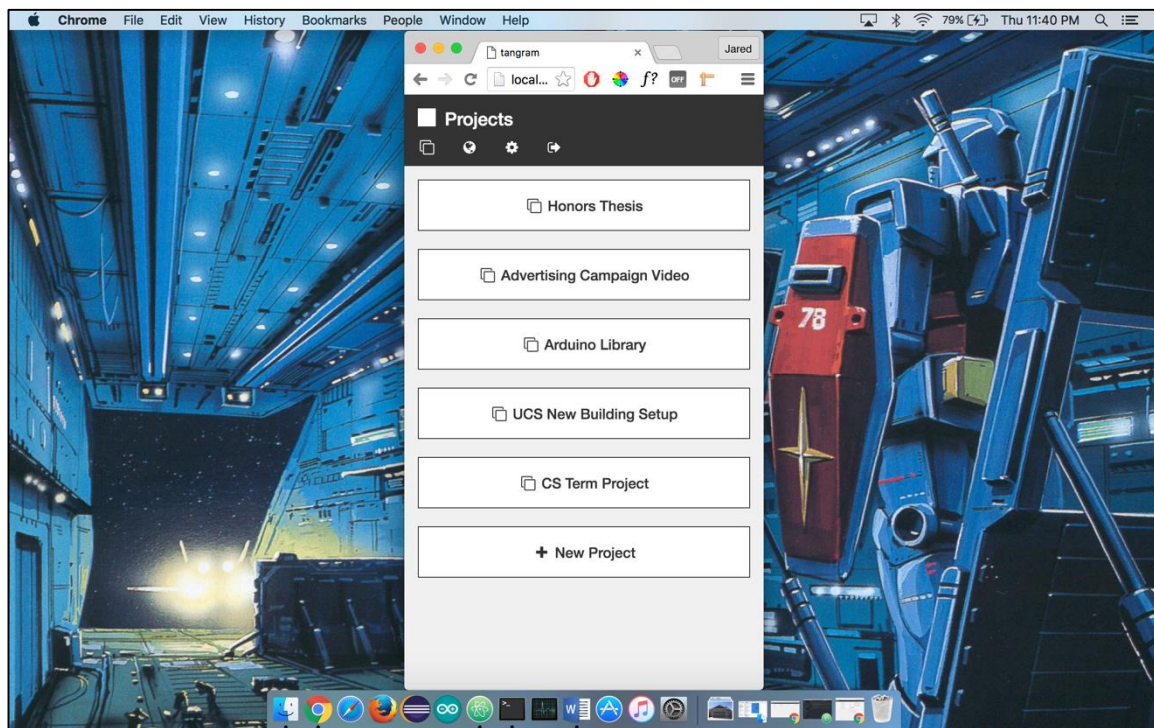 Chrome File Edit View History Bookmarks People Window Help 79% Thu 11:40 PM
tangram Jared
local... f? OFF
Projects
Honors Thesis
Advertising Campaign Video
Arduino Library
78
UCS New Building Setup
CS Term Project
New Project